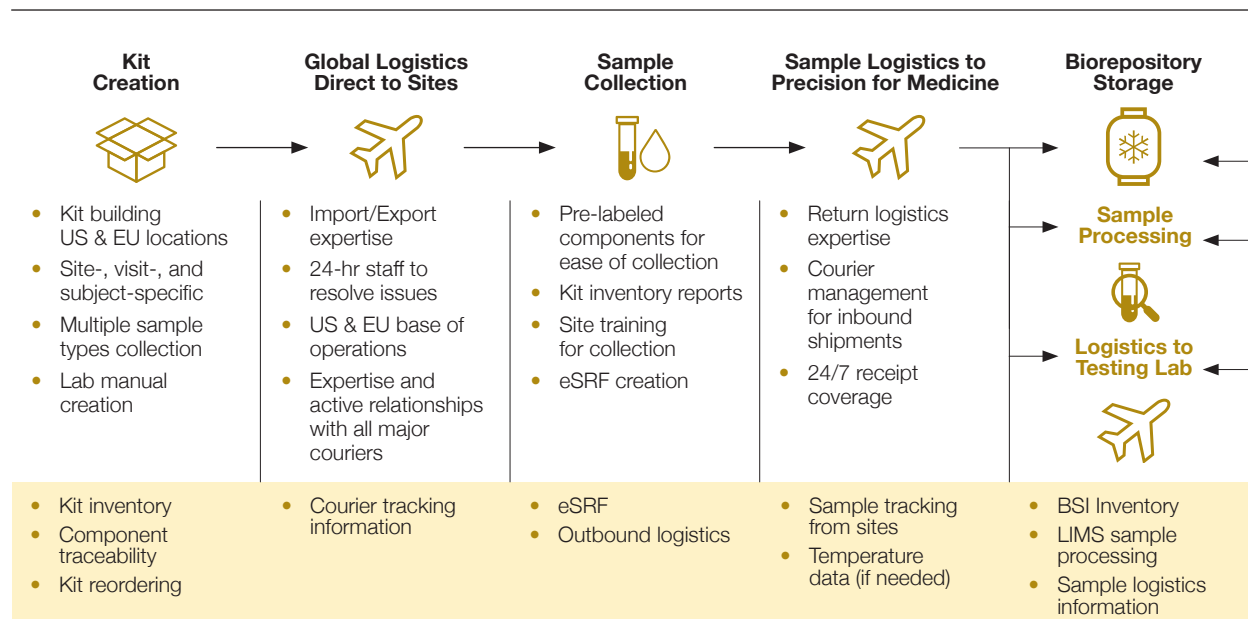 Kit
Creation
Global Logistics
Direct to Sites
Sample
Collection
Sample Logistics to
Precision for Medicine
Biorepository
Storage
• Kit building
US & EU locations
• Site-, visit-, and
subject-specific
• Multiple sample
types collection
• Lab manual
creation
• Import/Export
expertise
• 24-hr staff to
resolve issues
• US & EU base of
operations
• Expertise and
active relationships
with all major
couriers
• Pre-labeled
components for
ease of collection
• Kit inventory reports
• Site training
for collection
• eSRF creation
• Return logistics
expertise
• Courier
management
for inbound
shipments
• 24/7 receipt
coverage
Sample
Processing
Logistics to
Testing Lab
• Kit inventory
• Component
traceability
• Kit reordering
• Courier tracking
information
• eSRF
• Outbound logistics
• Sample tracking
from sites
• Temperature
data (if needed)
• BSI Inventory
• LIMS sample
processing
• Sample logistics
information